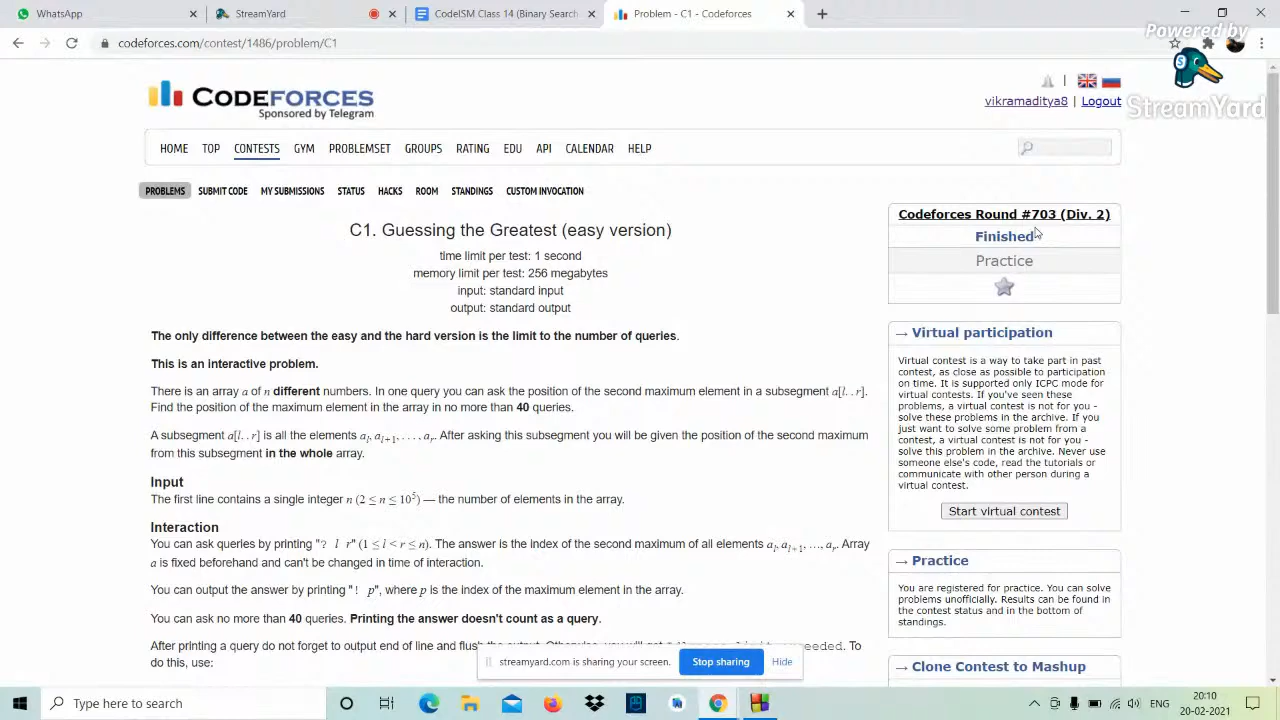 WhatsApp
StreamYard
CodeISM Class 14 (Binary Search
Problem - C1 - Codeforces
codeforces.com/contest/1486/problem/C1
Powered by
StreamYard
CODEFORCES
Sponsored by Telegram
vikramaditya8 | Logout
HOME TOP CONTESTS GYM PROBLEMSET GROUPS RATING EDU API CALENDAR HELP
PROBLEMS SUBMIT CODE MY SUBMISSIONS STATUS HACKS ROOM STANDINGS CUSTOM INVOCATION
C1. Guessing the Greatest (easy version)
time limit per test: 1 second
memory limit per test: 256 megabytes
input: standard input
output: standard output
The only difference between the easy and the hard version is the limit to the number of queries.
This is an interactive problem.
There is an array a of n different numbers. In one query you can ask the position of the second maximum element in a subsegment a[l..r].
Find the position of the maximum element in the array in no more than 40 queries.
A subsegment a[l..r] is all the elements aₗ, aₗ₊₁, ..., aᵣ. After asking this subsegment you will be given the position of the second maximum
from this subsegment in the whole array.
Input
The first line contains a single integer n (2 ≤ n ≤ 10⁵) — the number of elements in the array.
Interaction
You can ask queries by printing "? l r" (1 ≤ l < r ≤ n). The answer is the index of the second maximum of all elements aₗ, aₗ₊₁, ..., aᵣ. Array
a is fixed beforehand and can't be changed in time of interaction.
You can output the answer by printing "! p", where p is the index of the maximum element in the array.
You can ask no more than 40 queries. Printing the answer doesn't count as a query.
After printing a query do not forget to output end of line and flush the output. To
do this, use:
Codeforces Round #703 (Div. 2)
Finished
Practice
→ Virtual participation
Virtual contest is a way to take part in past
contest, as close as possible to participation
on time. It is supported only ICPC mode for
virtual contests. If you've seen these
problems, a virtual contest is not for you -
solve these problems in the archive. If you
just want to solve some problem from a
contest, a virtual contest is not for you -
solve this problem in the archive. Never use
someone else's code, read the tutorials or
communicate with other person during a
virtual contest.
Start virtual contest
→ Practice
You are registered for practice. You can solve
problems unofficially. Results can be found in
the contest status and in the bottom of
standings.
→ Clone Contest to Mashup
streamyard.com is sharing your screen. Stop sharing Hide
Type here to search
ENG
20:10
20-02-2021